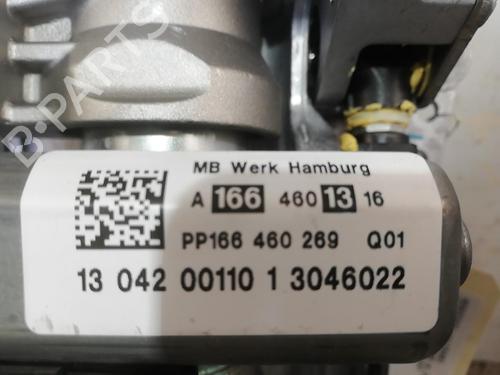 B-PARTS
MB Werk Hamburg
A 166 460 13 16
PP166 460 269 Q01
13 042 00110 1 3046022